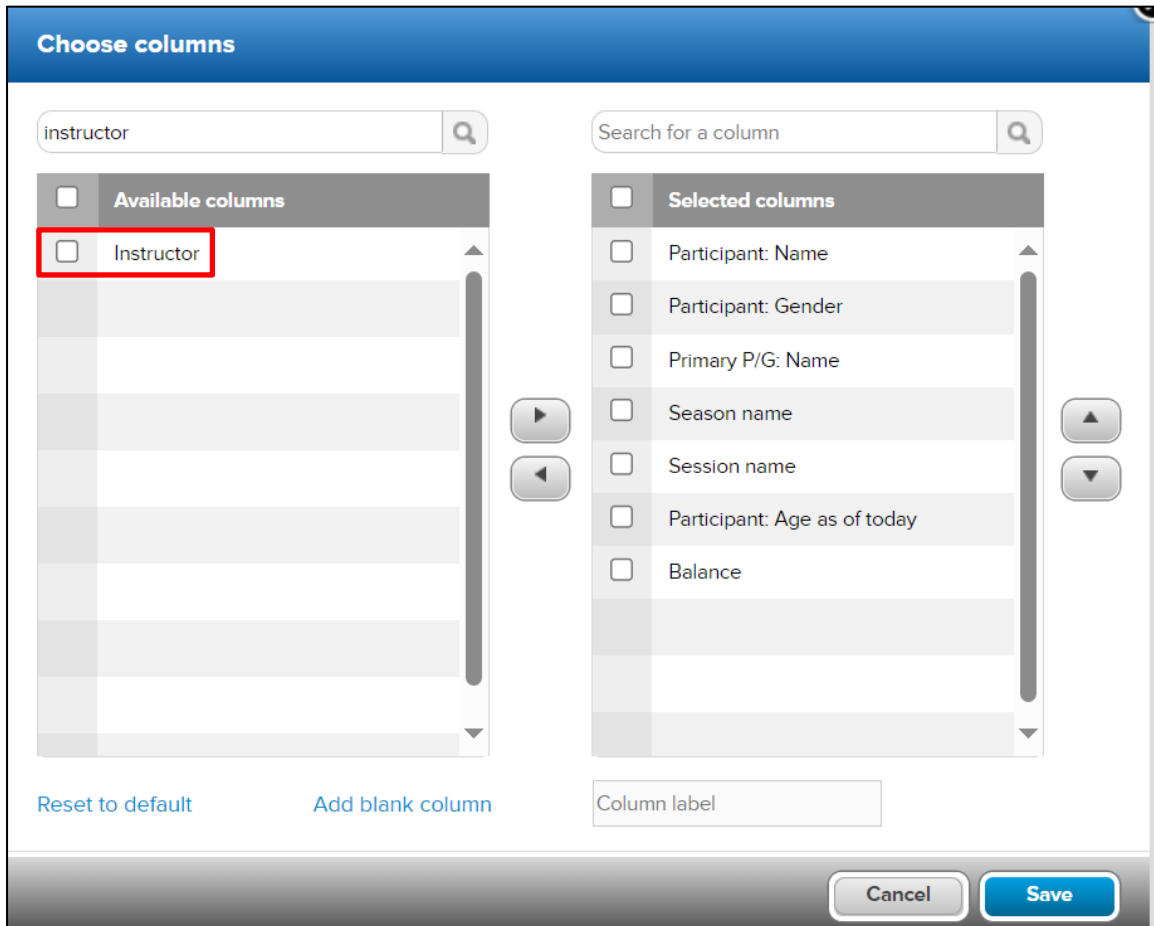 Choose columns
instructor
Search for a column
Available columns
Selected columns
Instructor
Participant: Name
Participant: Gender
Primary P/G: Name
Season name
Session name
Participant: Age as of today
Balance
Reset to default
Add blank column
Column label
Cancel
Save